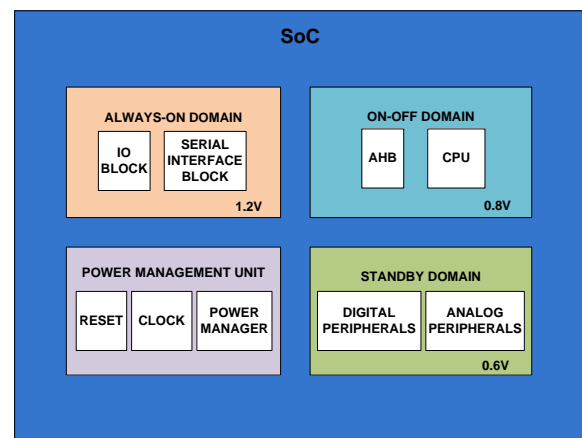 SoC
ALWAYS-ON DOMAIN
IO
BLOCK
SERIAL
INTERFACE
BLOCK
1.2V
ON-OFF DOMAIN
AHB
CPU
0.8V
POWER MANAGEMENT UNIT
RESET
CLOCK
POWER
MANAGER
STANDBY DOMAIN
DIGITAL
PERIPHERALS
ANALOG
PERIPHERALS
0.6V